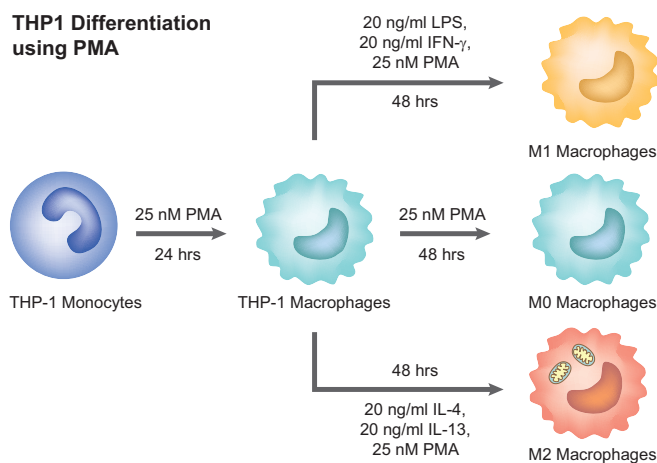 THP1 Differentiation
using PMA
20 ng/ml LPS,
20 ng/ml IFN-γ,
25 nM PMA
48 hrs
M1 Macrophages
25 nM PMA
24 hrs
25 nM PMA
48 hrs
THP-1 Monocytes
THP-1 Macrophages
M0 Macrophages
48 hrs
20 ng/ml IL-4,
20 ng/ml IL-13,
25 nM PMA
M2 Macrophages